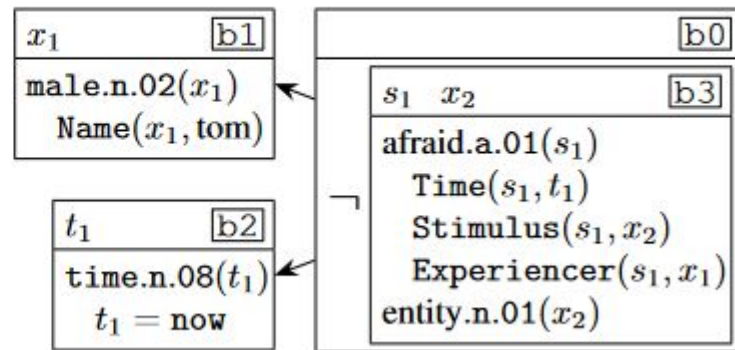 x₁ b1
male.n.02(x₁)
Name(x₁, tom)
t₁ b2
time.n.08(t₁)
t₁ = now
b0
¬
s₁ x₂ b3
afraid.a.01(s₁)
Time(s₁, t₁)
Stimulus(s₁, x₂)
Experiencer(s₁, x₁)
entity.n.01(x₂)